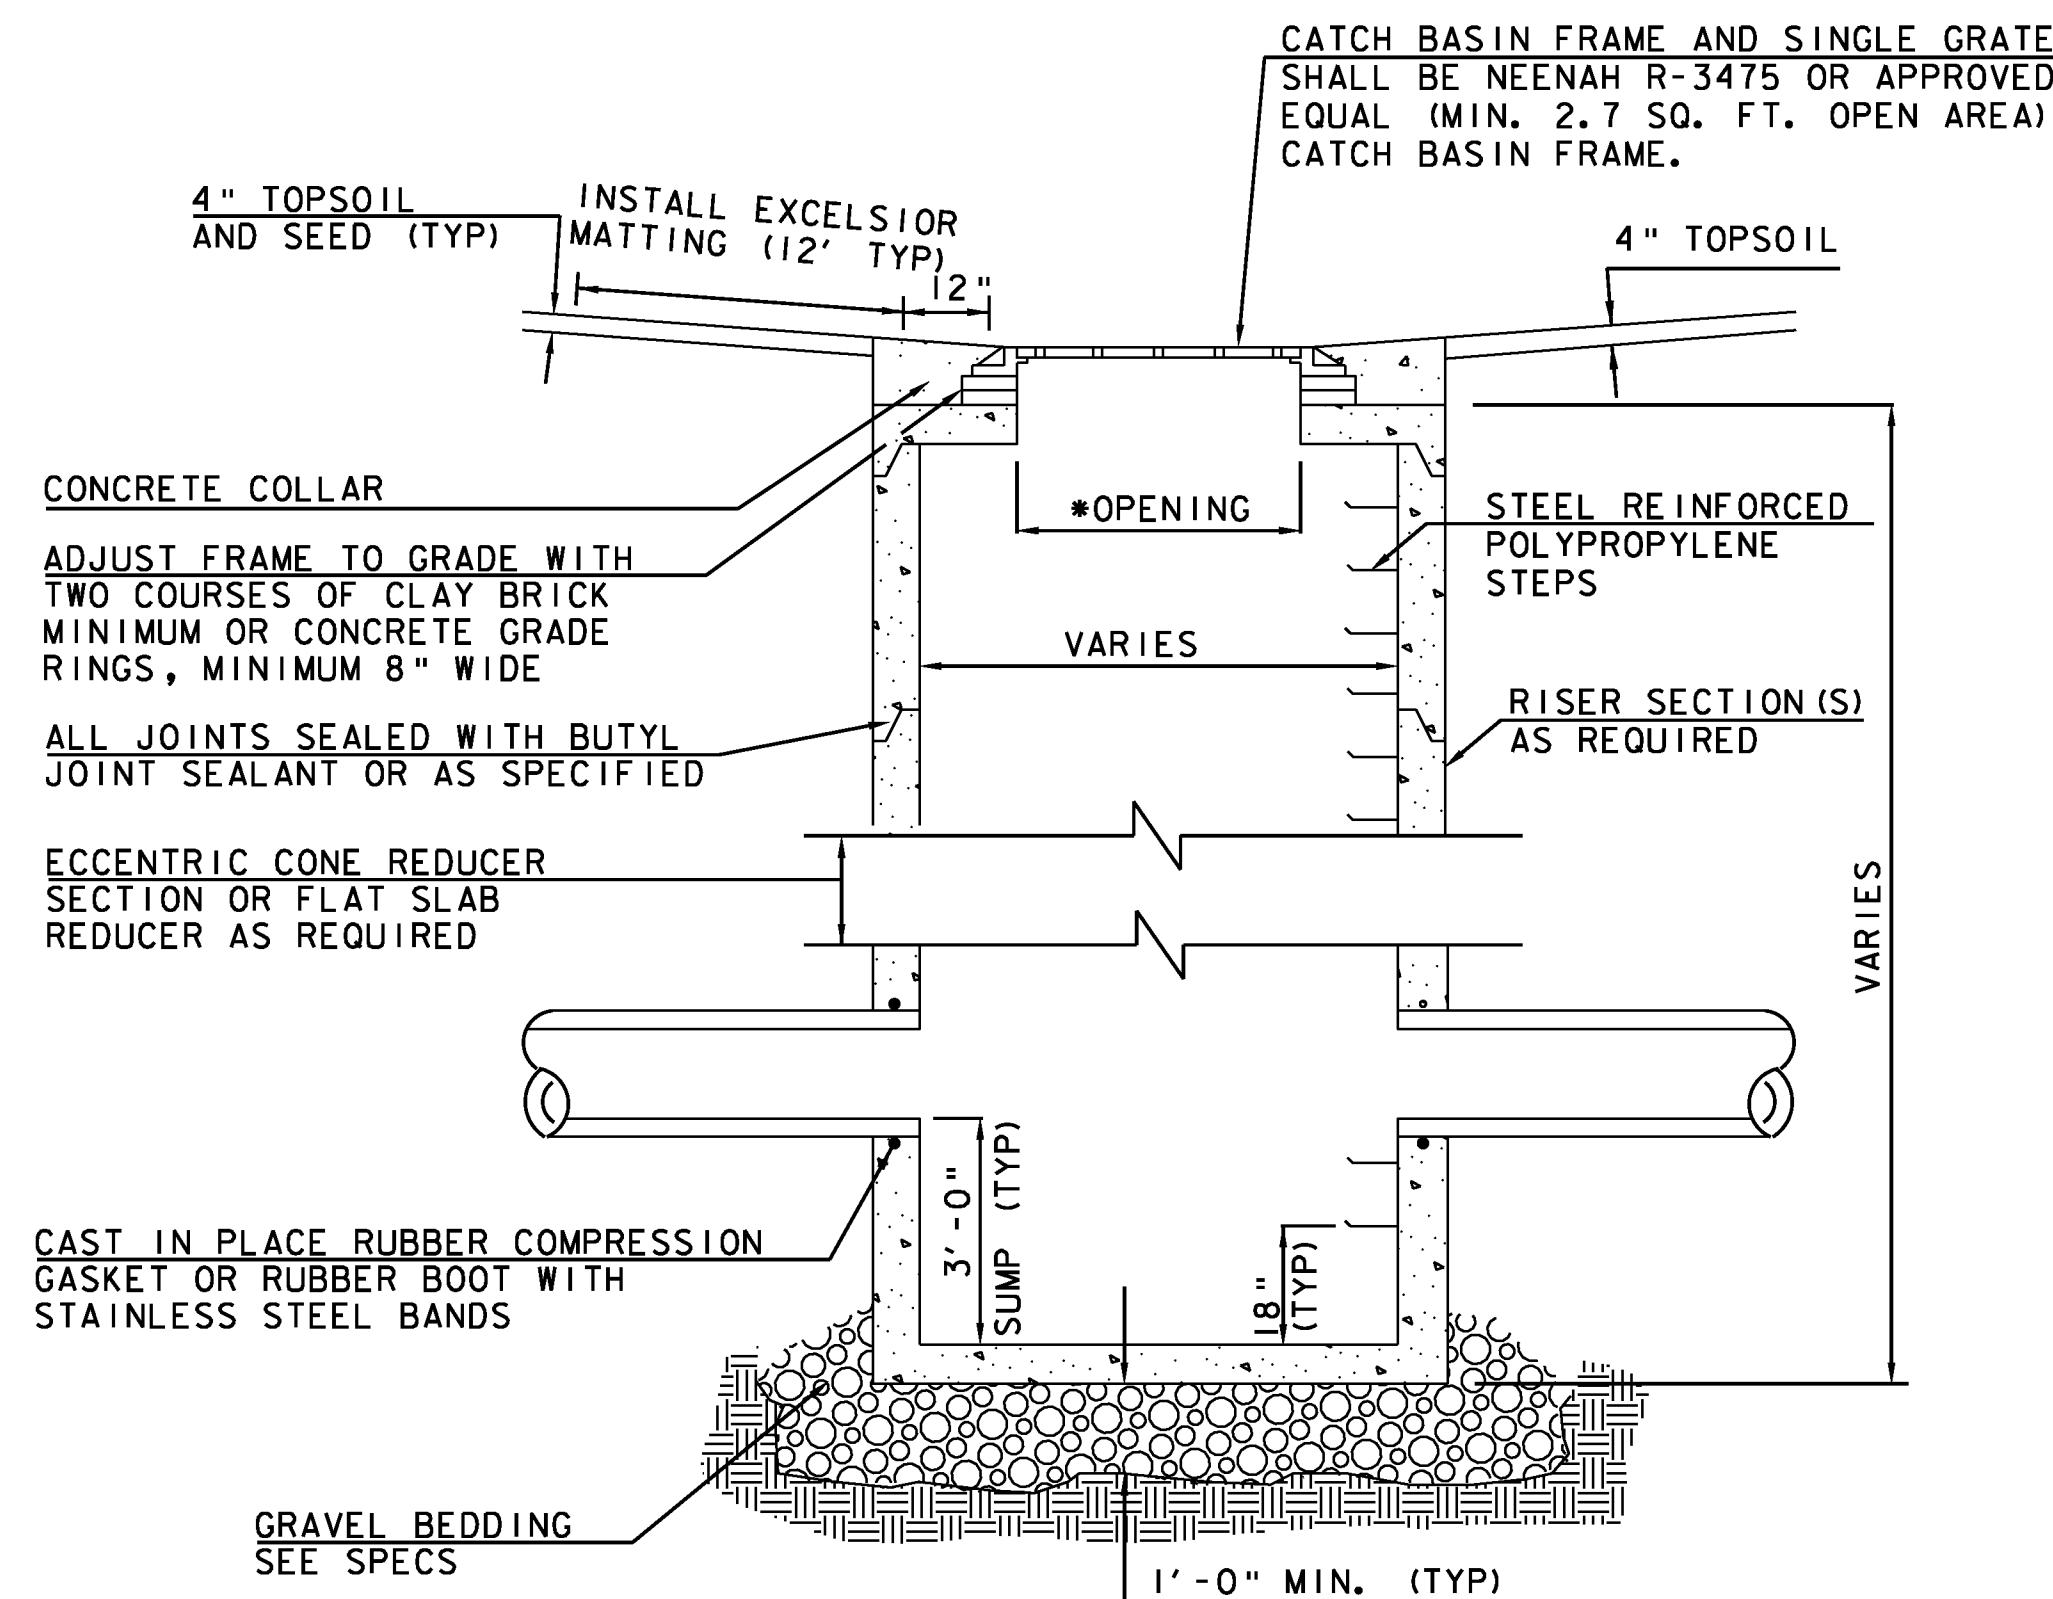 CATCH BASIN FRAME AND SINGLE GRATE
SHALL BE NEENAH R-3475 OR APPROVED
EQUAL (MIN. 2.7 SQ. FT. OPEN AREA)
CATCH BASIN FRAME.
4" TOPSOIL
AND SEED (TYP)
INSTALL EXCELSIOR
MATTING (12' TYP)
12"
4" TOPSOIL
CONCRETE COLLAR
*OPENING
STEEL REINFORCED
POLYPROPYLENE
STEPS
ADJUST FRAME TO GRADE WITH
TWO COURSES OF CLAY BRICK
MINIMUM OR CONCRETE GRADE
RINGS, MINIMUM 8" WIDE
VARIES
RISER SECTION(S)
AS REQUIRED
ALL JOINTS SEALED WITH BUTYL
JOINT SEALANT OR AS SPECIFIED
ECCENTRIC CONE REDUCER
SECTION OR FLAT SLAB
REDUCER AS REQUIRED
VARIES
3'-0"
SUMP (TYP)
18"
(TYP)
CAST IN PLACE RUBBER COMPRESSION
GASKET OR RUBBER BOOT WITH
STAINLESS STEEL BANDS
GRAVEL BEDDING
SEE SPECS
1'-0" MIN. (TYP)